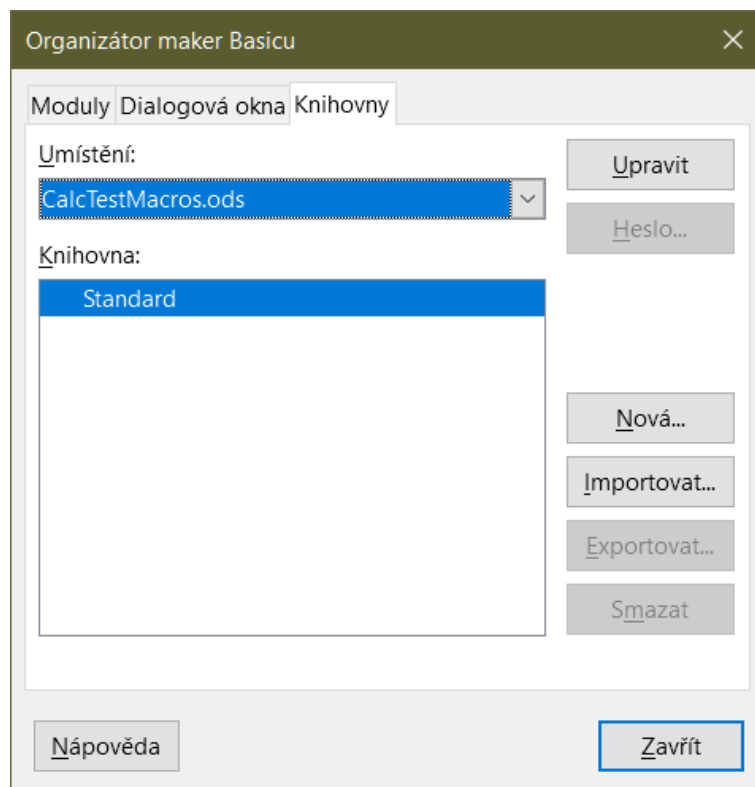 Organizátor maker Basicu
Moduly Dialogová okna Knihovny
Umístění:
CalcTestMacros.ods
Upravit
Heslo...
Knihovna:
Standard
Nová...
Importovat...
Exportovat...
Smazat
Nápověda
Zavřít